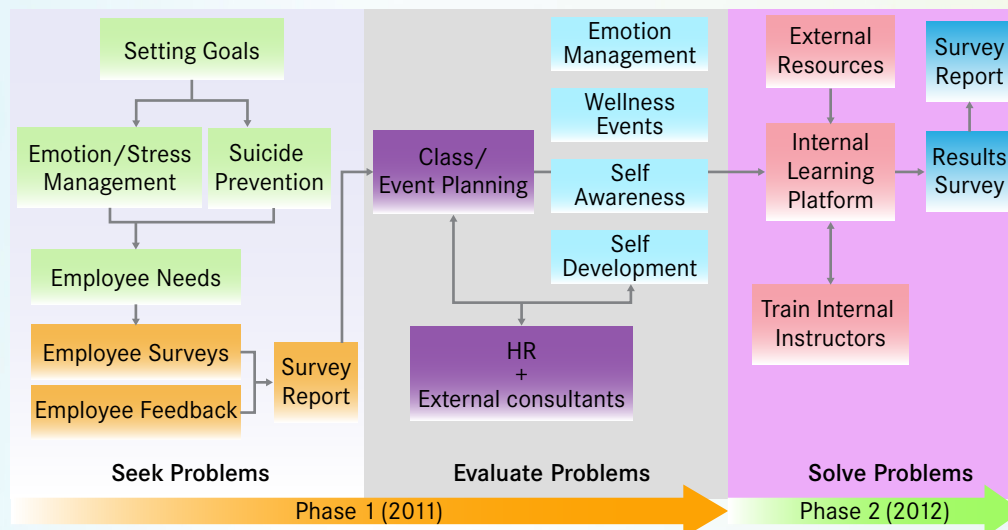 Setting Goals
Emotion/Stress
Management
Suicide
Prevention
Employee Needs
Employee Surveys
Employee Feedback
Survey
Report
Seek Problems
Class/
Event Planning
Emotion
Management
Wellness
Events
Self
Awareness
Self
Development
HR
+
External consultants
Evaluate Problems
External
Resources
Internal
Learning
Platform
Train Internal
Instructors
Survey
Report
Results
Survey
Solve Problems
Phase 1 (2011)
Phase 2 (2012)